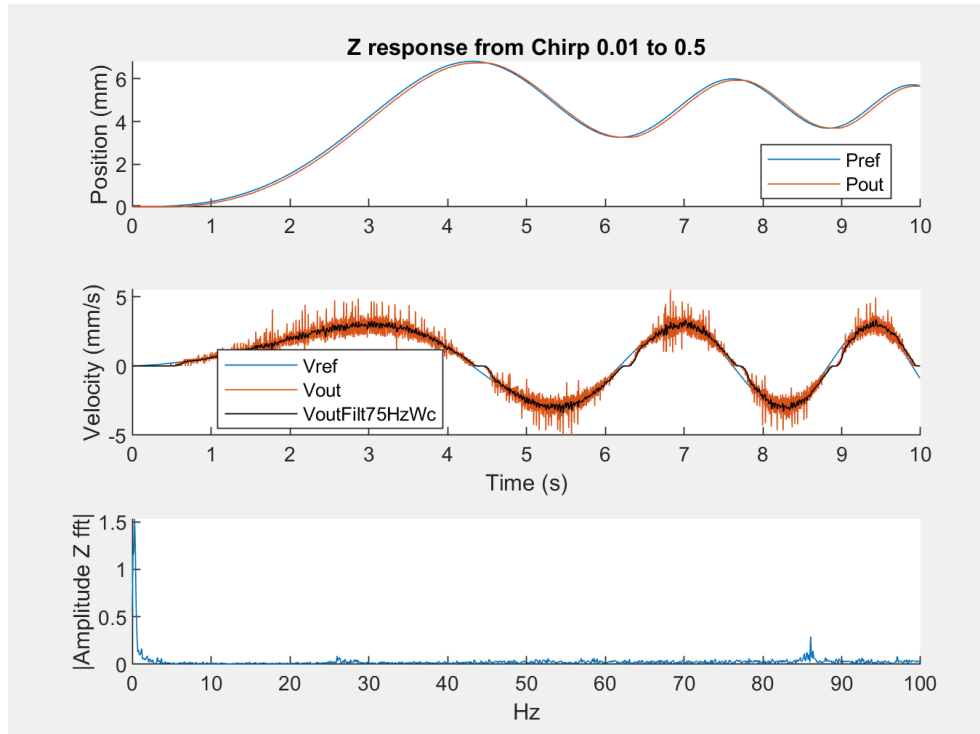 Z response from Chirp 0.01 to 0.5
Position (mm)
6
4
2
0
0 1 2 3 4 5 6 7 8 9 10
Pref
Pout
Velocity (mm/s)
5
0
-5
0 1 2 3 4 5 6 7 8 9 10
Vref
Vout
VoutFilt75HzWc
Time (s)
|Amplitude Z fft|
1.5
1
0.5
0
0 10 20 30 40 50 60 70 80 90 100
Hz